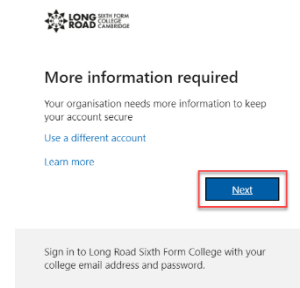 LONG SIXTH FORM
ROAD COLLEGE CAMBRIDGE
More information required
Your organisation needs more information to keep
your account secure
Use a different account
Learn more
Next
Sign in to Long Road Sixth Form College with your
college email address and password.